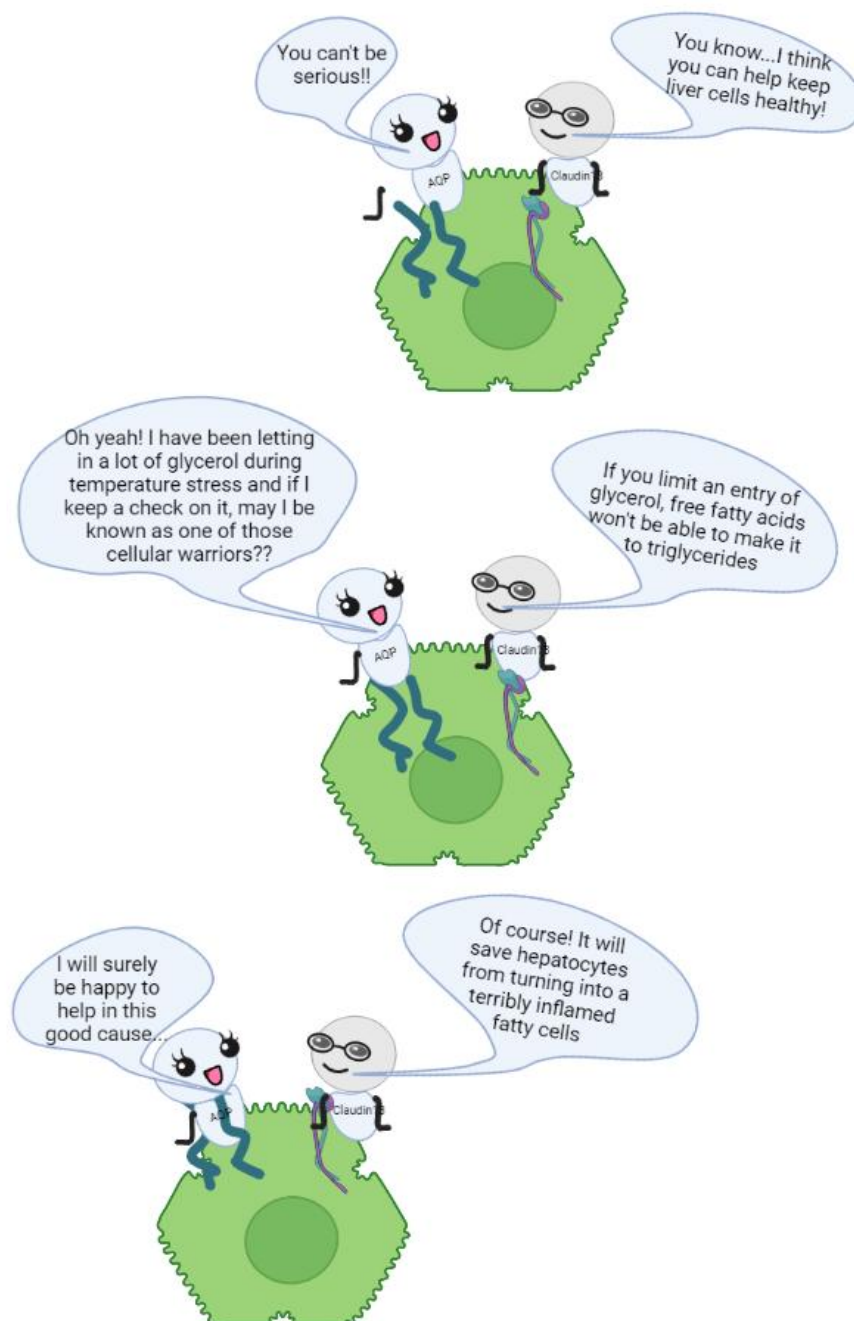 You can't be
serious!!
You know...I think
you can help keep
liver cells healthy!
AQP
Claudin18
Oh yeah! I have been letting
in a lot of glycerol during
temperature stress and if I
keep a check on it, may I be
known as one of those
cellular warriors??
If you limit an entry of
glycerol, free fatty acids
won't be able to make it
to triglycerides
AQP
Claudin18
I will surely
be happy to
help in this
good cause...
Of course! It will
save hepatocytes
from turning into a
terribly inflamed
fatty cells
AQP
Claudin18